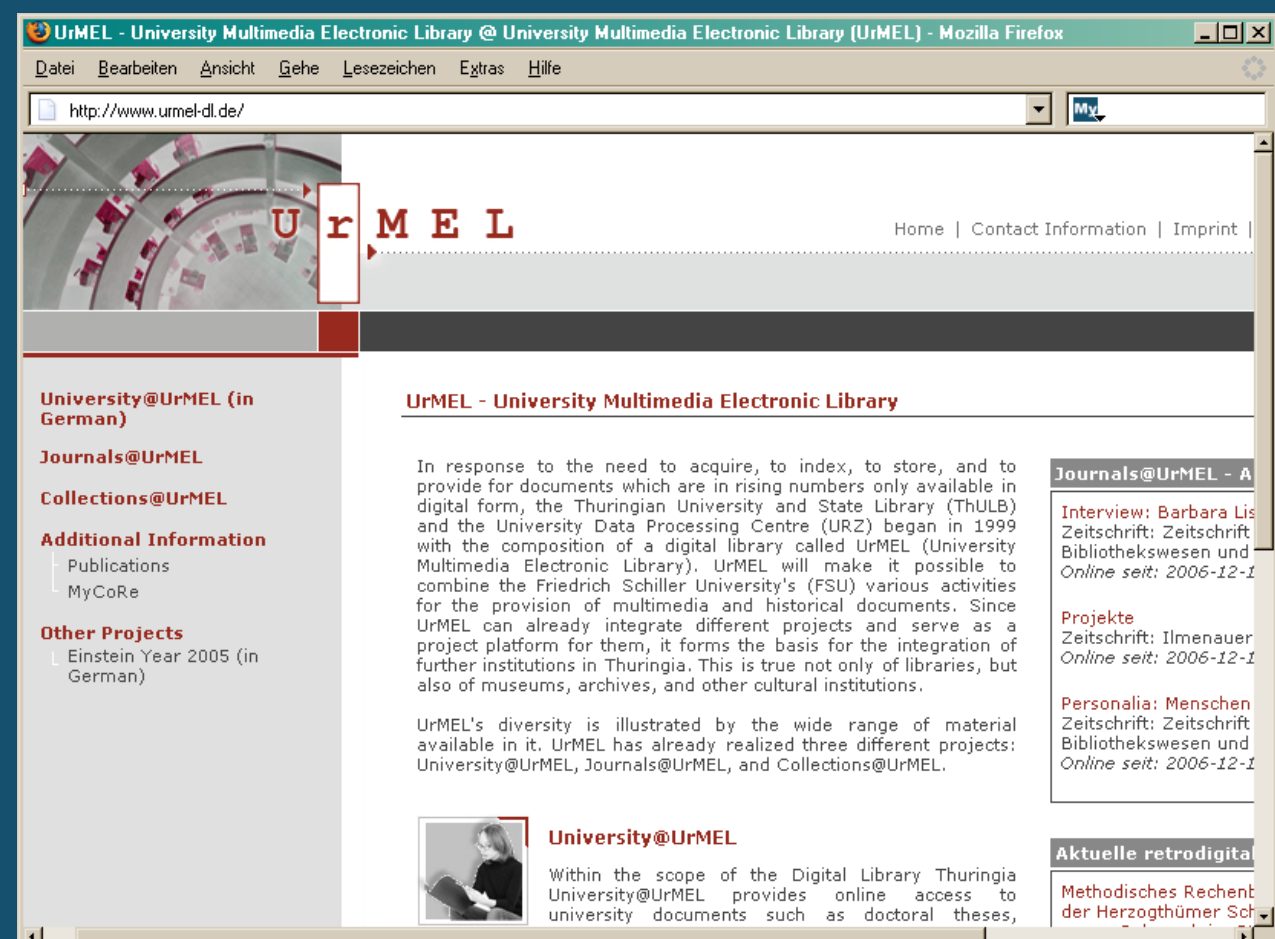 UrMEL - University Multimedia Electronic Library @ University Multimedia Electronic Library (UrMEL) - Mozilla Firefox
Datei Bearbeiten Ansicht Gehe Lesezeichen Extras Hilfe
http://www.urmel-dl.de/
My
UrMEL
Home | Contact Information | Imprint |
University@UrMEL (in
German)
Journals@UrMEL
Collections@UrMEL
Additional Information
Publications
MyCoRe
Other Projects
Einstein Year 2005 (in
German)
UrMEL - University Multimedia Electronic Library
In response to the need to acquire, to index, to store, and to
provide for documents which are in rising numbers only available in
digital form, the Thuringian University and State Library (ThULB)
and the University Data Processing Centre (URZ) began in 1999
with the composition of a digital library called UrMEL (University
Multimedia Electronic Library). UrMEL will make it possible to
combine the Friedrich Schiller University's (FSU) various activities
for the provision of multimedia and historical documents. Since
UrMEL can already integrate different projects and serve as a
project platform for them, it forms the basis for the integration of
further institutions in Thuringia. This is true not only of libraries, but
also of museums, archives, and other cultural institutions.
UrMEL's diversity is illustrated by the wide range of material
available in it. UrMEL has already realized three different projects:
University@UrMEL, Journals@UrMEL, and Collections@UrMEL.
University@UrMEL
Within the scope of the Digital Library Thuringia
University@UrMEL provides online access to
university documents such as doctoral theses,
Journals@UrMEL - A
Interview: Barbara Lis
Zeitschrift: Zeitschrift
Bibliothekswesen und
Online seit: 2006-12-1
Projekte
Zeitschrift: Ilmenauer
Online seit: 2006-12-1
Personalia: Menschen
Zeitschrift: Zeitschrift
Bibliothekswesen und
Online seit: 2006-12-1
Aktuelle retrodigital
Methodisches Rechenb
der Herzogthümer Sch